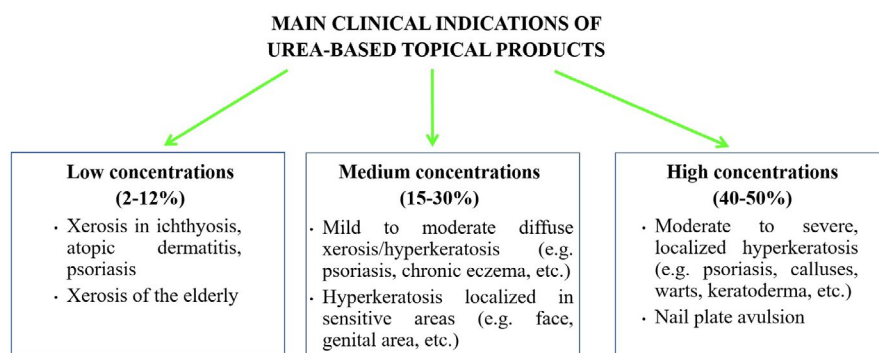 MAIN CLINICAL INDICATIONS OF
UREA-BASED TOPICAL PRODUCTS
Low concentrations
(2-12%)
· Xerosis in ichthyosis,
atopic dermatitis,
psoriasis
· Xerosis of the elderly
Medium concentrations
(15-30%)
· Mild to moderate diffuse
xerosis/hyperkeratosis (e.g.
psoriasis, chronic eczema, etc.)
· Hyperkeratosis localized in
sensitive areas (e.g. face,
genital area, etc.)
High concentrations
(40-50%)
· Moderate to severe,
localized hyperkeratosis
(e.g. psoriasis, calluses,
warts, keratoderma, etc.)
· Nail plate avulsion